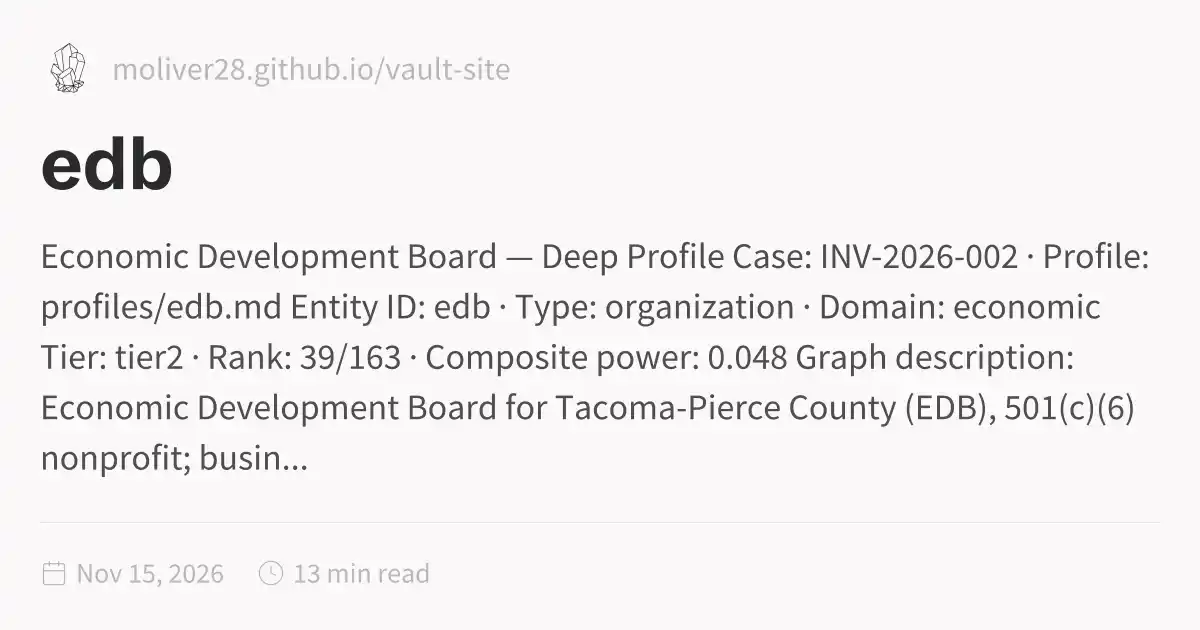 moliver28.github.io/vault-site
edb
Economic Development Board — Deep Profile Case: INV-2026-002 · Profile:
profiles/edb.md Entity ID: edb · Type: organization · Domain: economic
Tier: tier2 · Rank: 39/163 · Composite power: 0.048 Graph description:
Economic Development Board for Tacoma-Pierce County (EDB), 501(c)(6)
nonprofit; busin...
Nov 15, 2026 13 min read